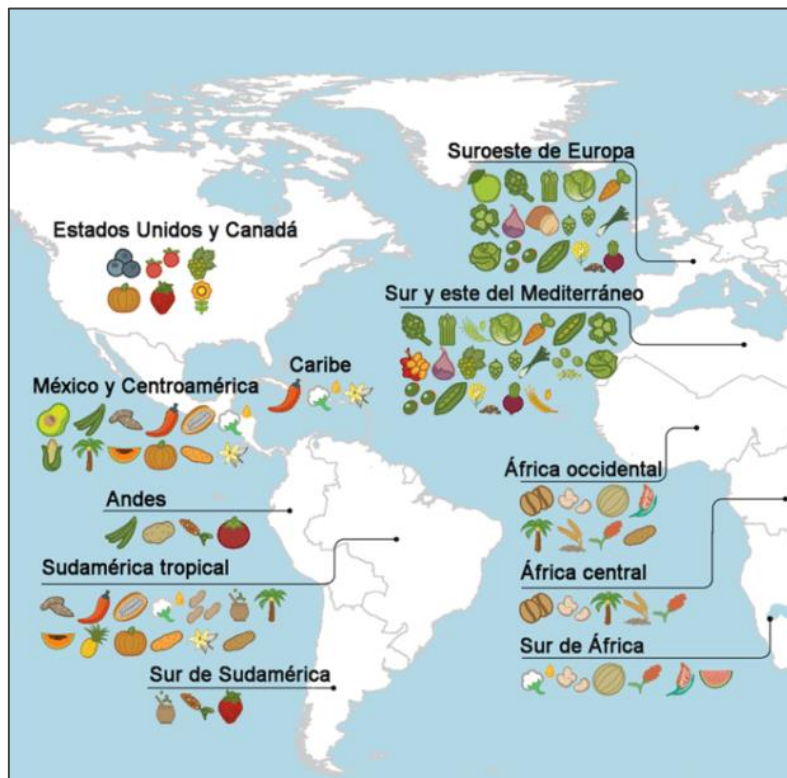 Suroeste de Europa
Estados Unidos y Canadá
Sur y este del Mediterráneo
Caribe
México y Centroamérica
África occidental
Andes
Sudamérica tropical
África central
Sur de África
Sur de Sudamérica